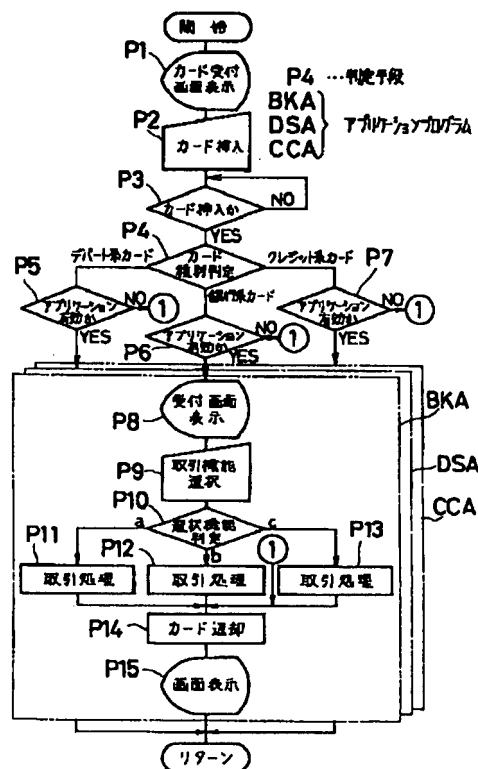 開始
P1
カード受付
画面表示
P4 …判定手段
BKA
DSA
CCA
アプリケーションプログラム
P2
カード挿入
P3
カード挿入か
NO
YES
P4
カード
種別判定
デパート系カード
クレジット系カード
銀行系カード
P5
アプリケーション
有効か
NO
①
YES
P6
アプリケーション
有効か
NO
①
YES
P7
アプリケーション
有効か
NO
①
YES
BKA
DSA
CCA
P8
受付画面
表示
P9
取引機能
選択
P10
選択機能
判定
a
b
c
①
P11
取引処理
P12
取引処理
P13
取引処理
P14
カード返却
P15
画面表示
リターン